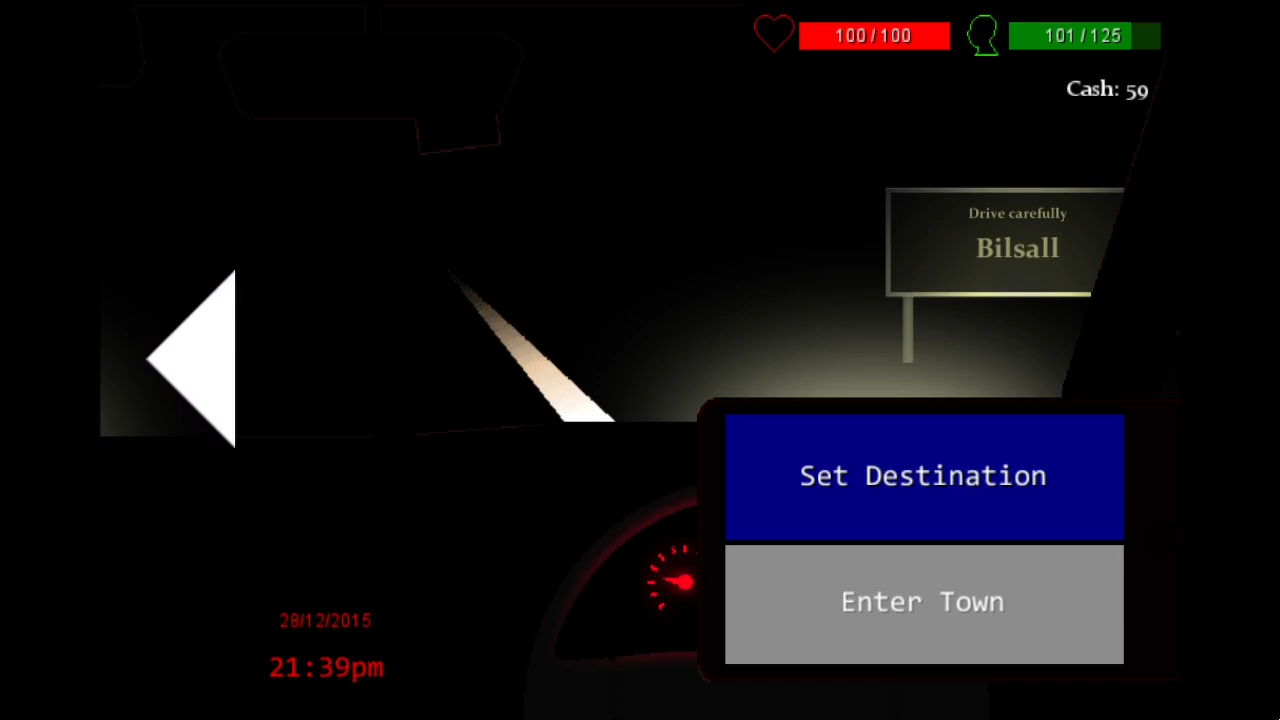 100 / 100
101 / 125
Cash: 59
Drive carefully
Bilsall
Set Destination
Enter Town
28/12/2015
21:39pm